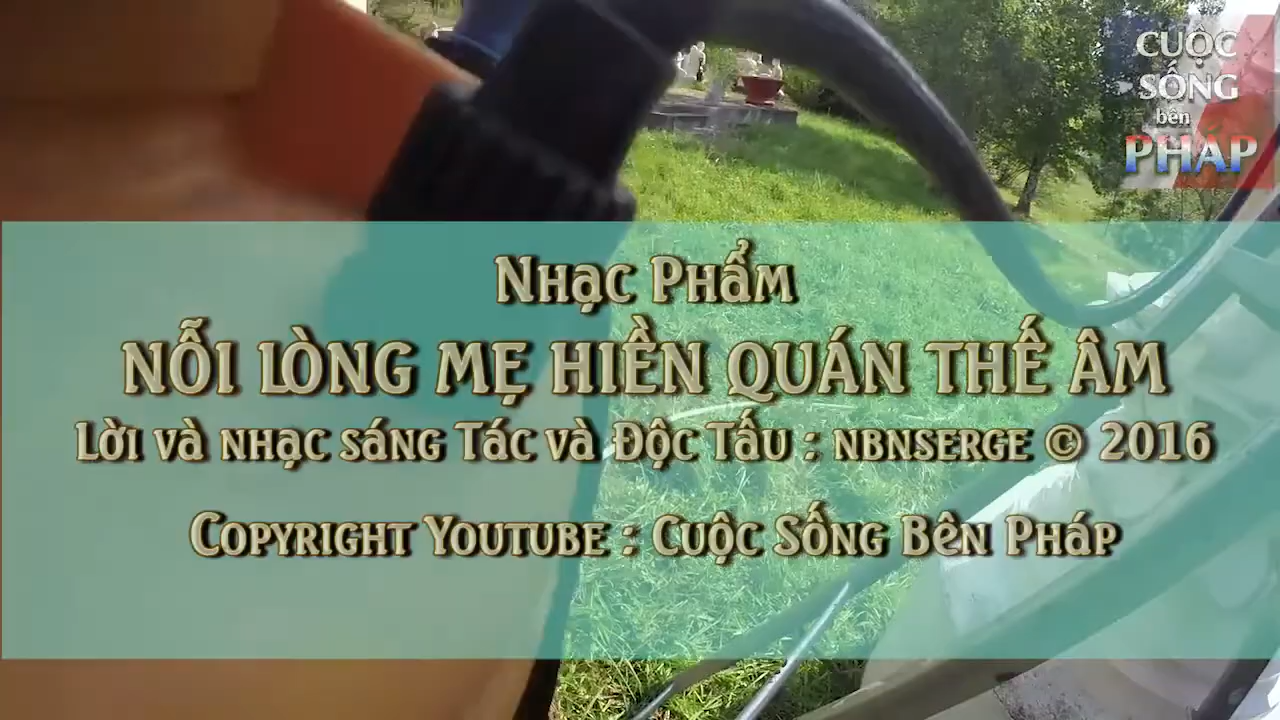 CUỘC
SỐNG
bên
PHÁP
Nhạc Phẩm
NỖI LÒNG MẸ HIỀN QUÁN THẾ ÂM
Lời và nhạc sáng Tác và Độc Tấu : nbnserge © 2016
Copyright Youtube : Cuộc Sống Bên Pháp